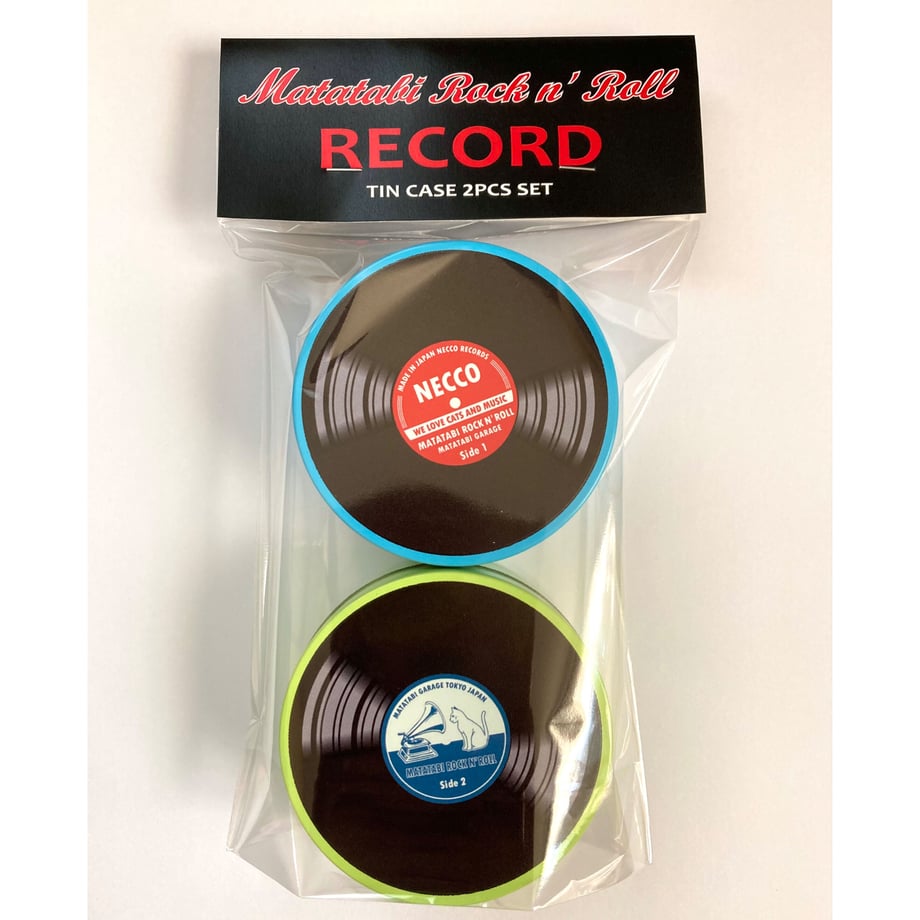 Matatabi Rock n' Roll
RECORD
TIN CASE 2PCS SET
MADE IN JAPAN NECCO RECORDS
NECCO
WE LOVE CATS AND MUSIC
MATATABI ROCK N' ROLL
MATATABI GARAGE
Side 1
MATATABI GARAGE TOKYO JAPAN
MATATABI ROCK N' ROLL
Side 2